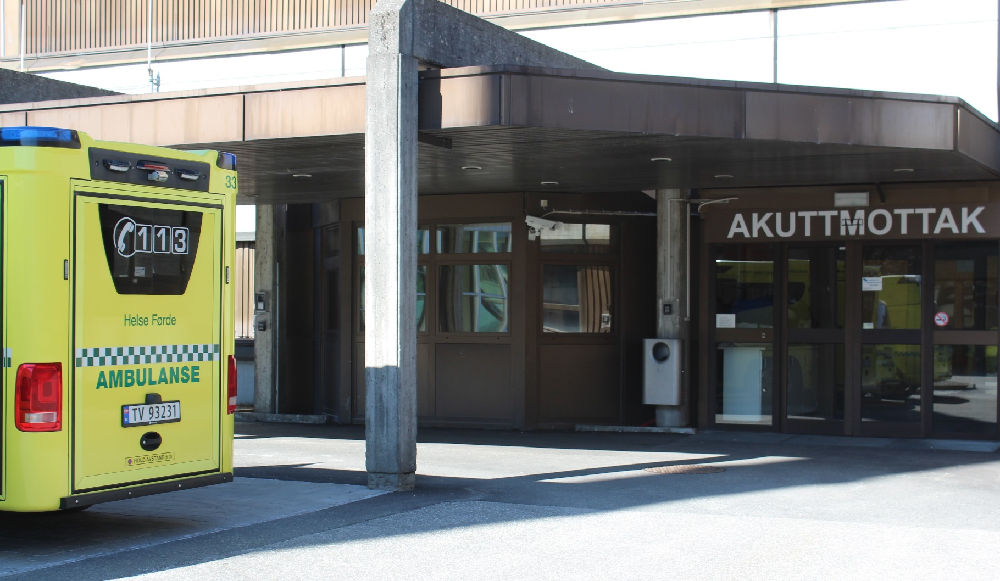 33
113
Helse Førde
AMBULANSE
N TV 93231
HOLD AVSTAND 5 m
AKUTTMOTTAK